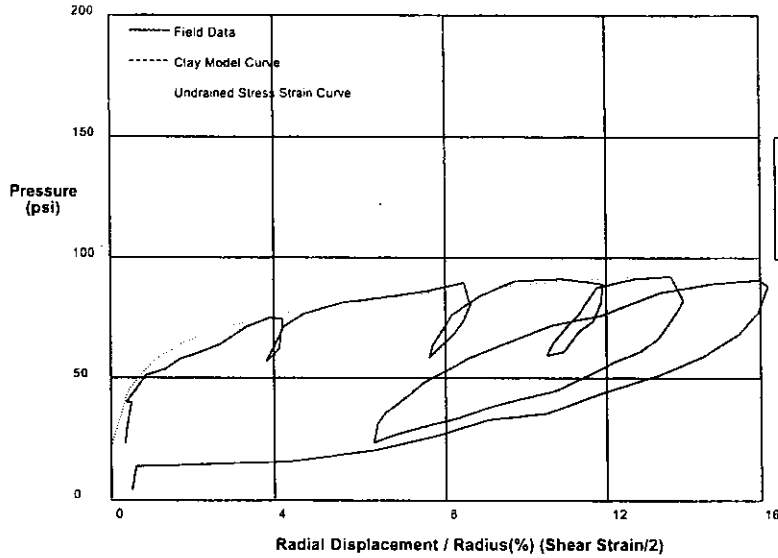 200
Field Data
Clay Model Curve
Undrained Stress Strain Curve
150
Pressure
(psi)
100
50
0
0 4 8 12 16
Radial Displacement / Radius(%) (Shear Strain/2)